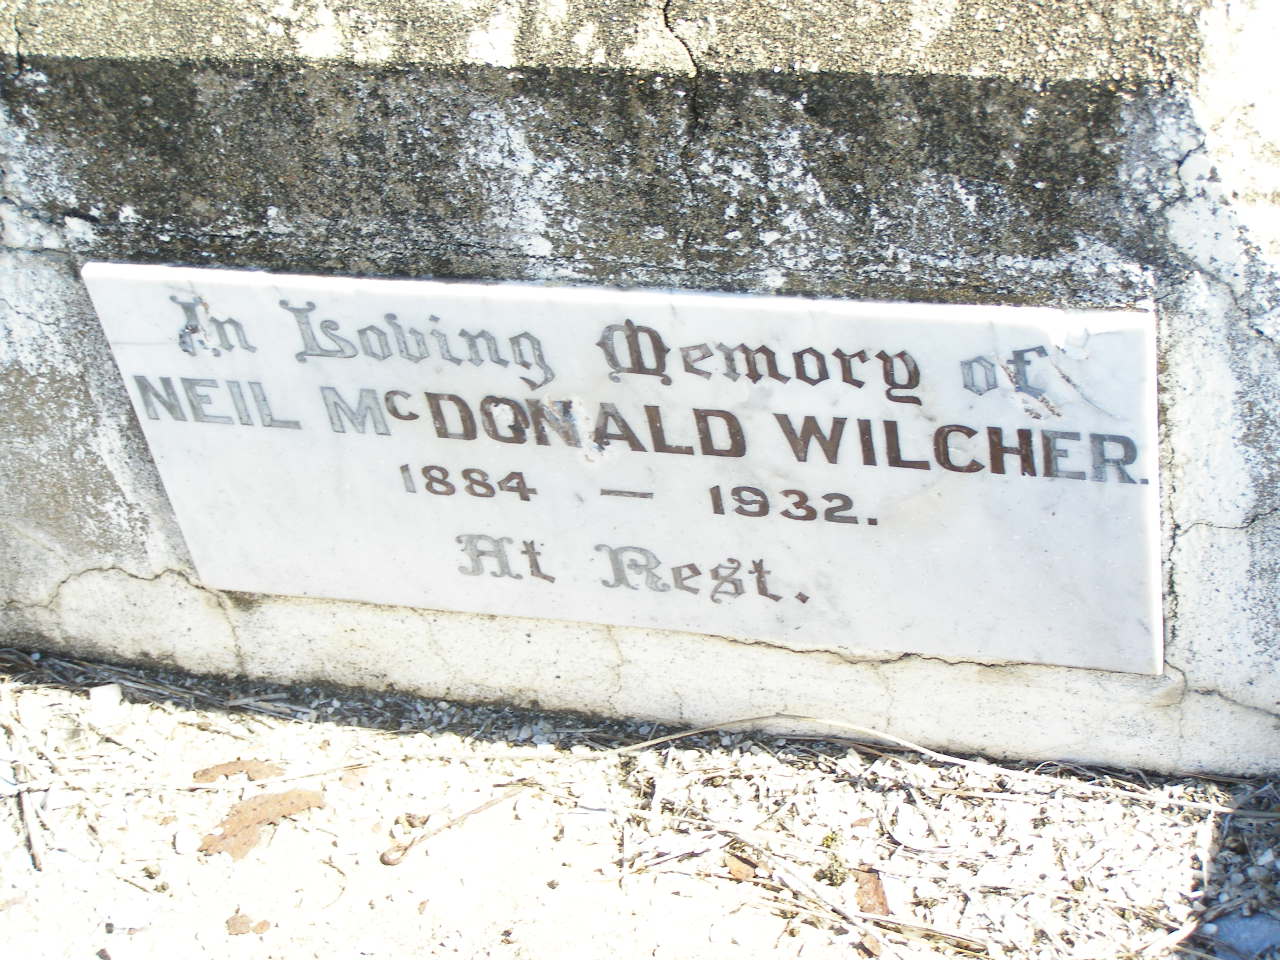 In Loving Memory of
NEIL McDONALD WILCHER.
1884 — 1932.
At Rest.